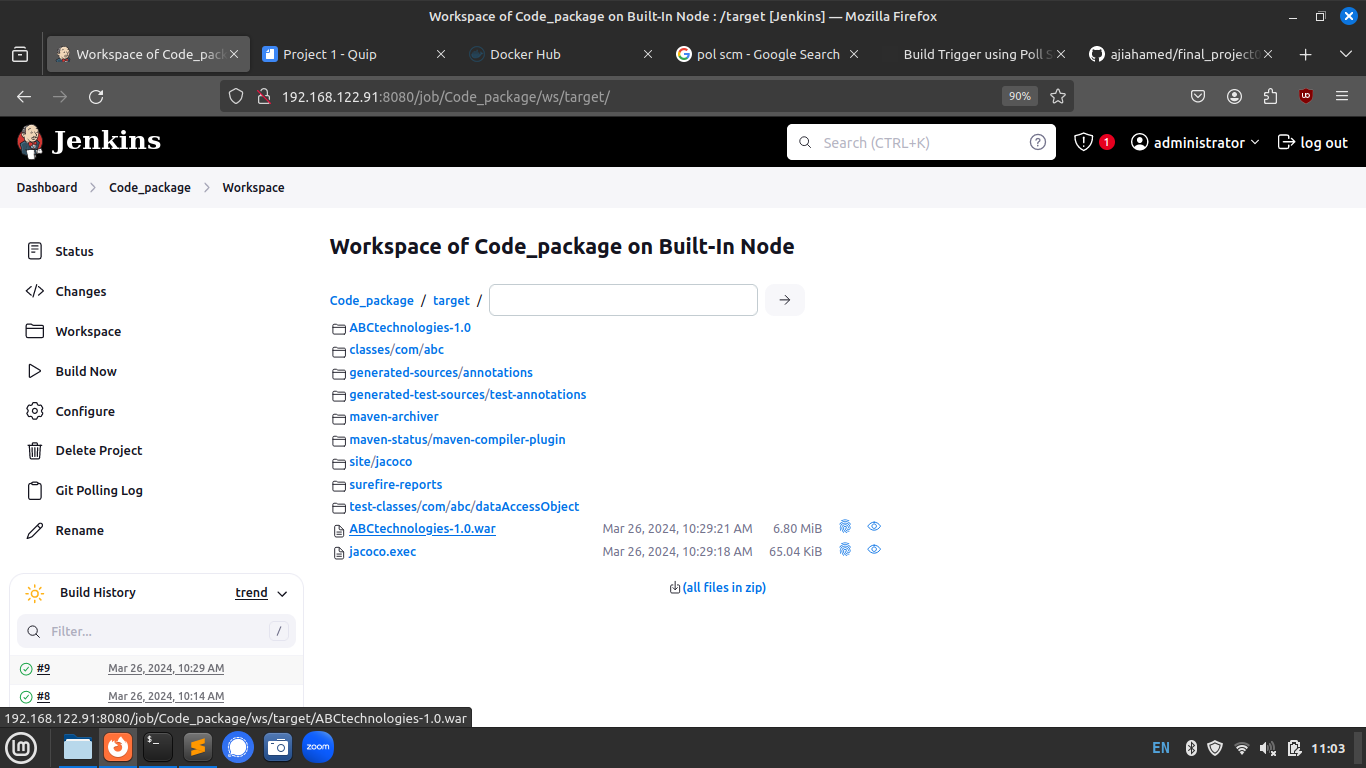 Workspace of Code_package on Built-In Node : /target [Jenkins] — Mozilla Firefox
Workspace of Code_pack
Project 1 - Quip
Docker Hub
pol scm - Google Search
Build Trigger using Poll S
ajiahamed/final_project
192.168.122.91:8080/job/Code_package/ws/target/
90%
Jenkins
Search (CTRL+K)
1
administrator
log out
Dashboard
Code_package
Workspace
Status
Changes
Workspace
Build Now
Configure
Delete Project
Git Polling Log
Rename
Build History
trend
Filter...
/
#9 Mar 26, 2024, 10:29 AM
#8 Mar 26, 2024, 10:14 AM
Workspace of Code_package on Built-In Node
Code_package / target /
ABCtechnologies-1.0
classes/com/abc
generated-sources/annotations
generated-test-sources/test-annotations
maven-archiver
maven-status/maven-compiler-plugin
site/jacoco
surefire-reports
test-classes/com/abc/dataAccessObject
ABCtechnologies-1.0.war Mar 26, 2024, 10:29:21 AM 6.80 MiB
jacoco.exec Mar 26, 2024, 10:29:18 AM 65.04 KiB
(all files in zip)
192.168.122.91:8080/job/Code_package/ws/target/ABCtechnologies-1.0.war
zoom
EN
11:03